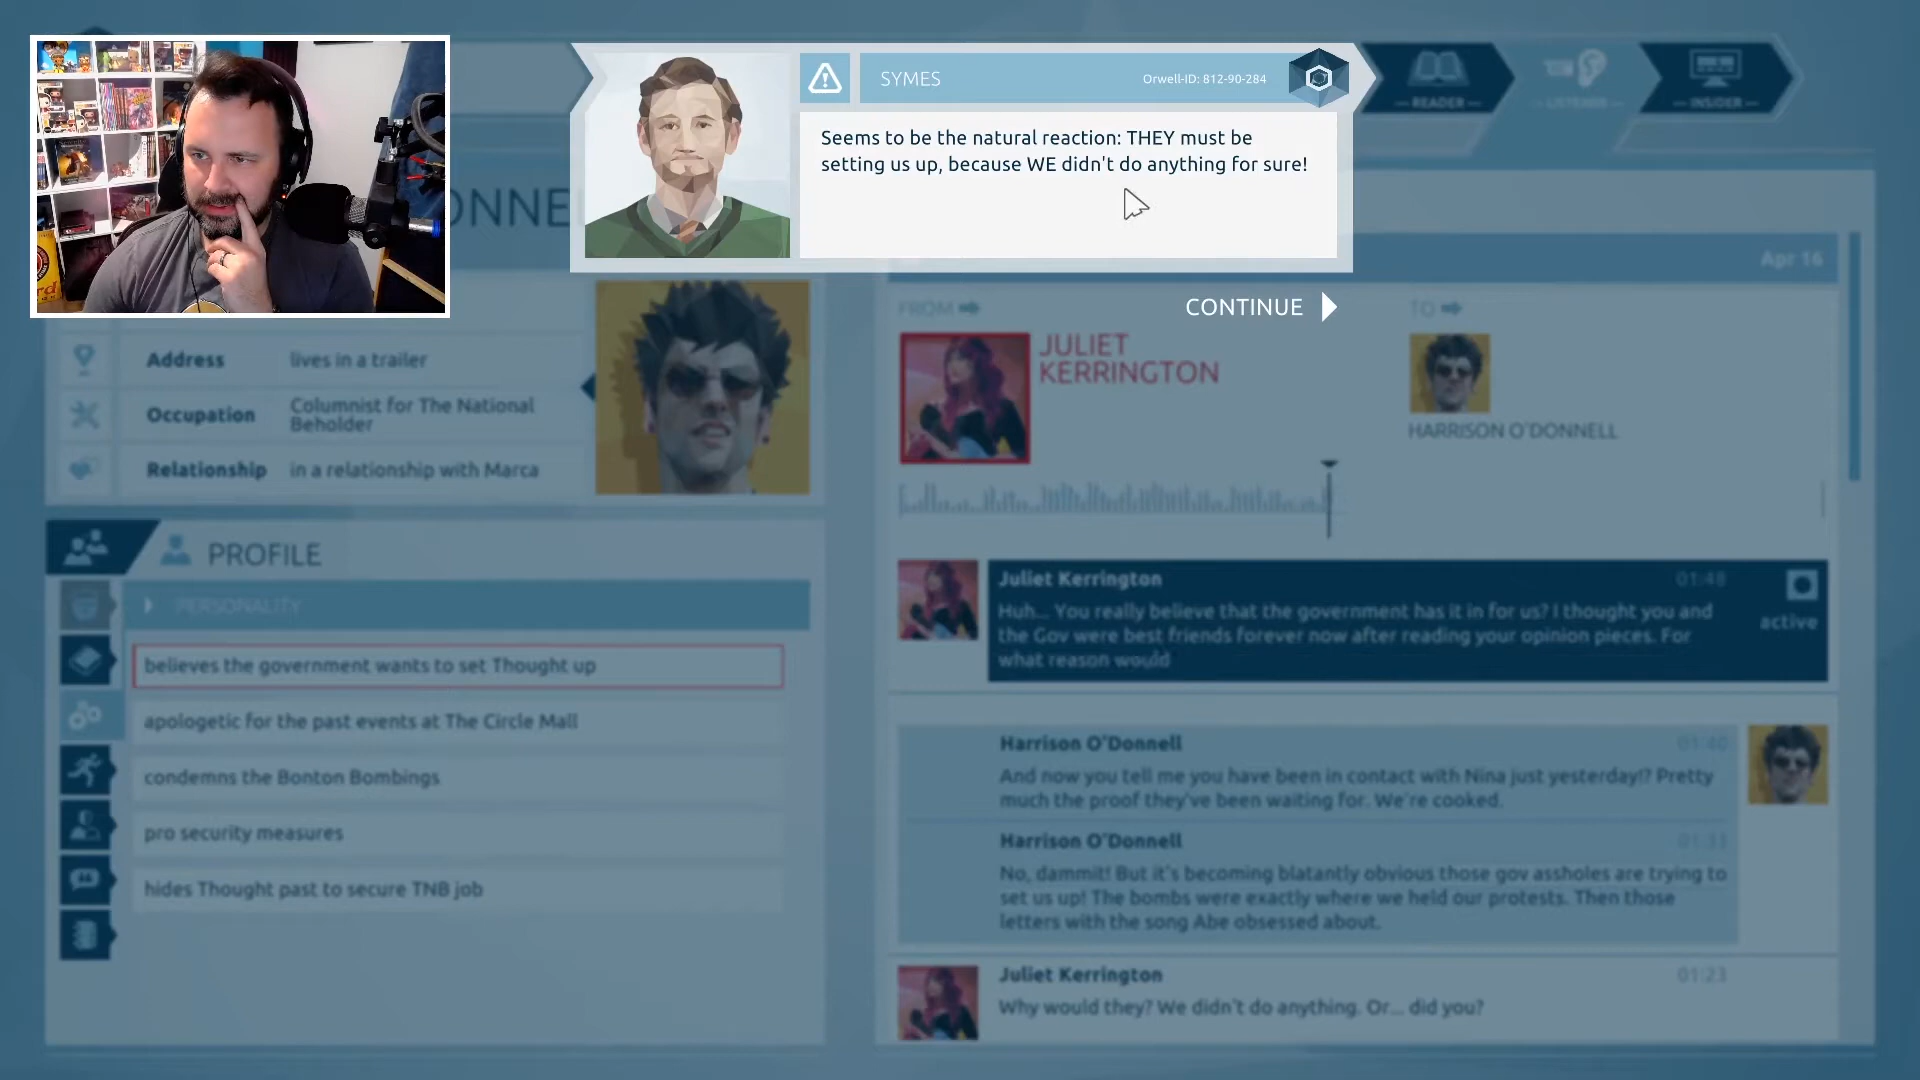 SYMES
Orwell-ID: 812-90-284
Seems to be the natural reaction: THEY must be
setting us up, because WE didn't do anything for sure!
CONTINUE
READER
LISTENER
INSIDER
ONNE
Address
lives in a trailer
Occupation
Columnist for The National
Beholder
Relationship
in a relationship with Marca
PROFILE
PERSONALITY
believes the government wants to set Thought up
apologetic for the past events at The Circle Mall
condemns the Bonton Bombings
pro security measures
hides Thought past to secure TNB job
Apr 16
FROM
JULIET
KERRINGTON
TO
HARRISON O'DONNELL
Juliet Kerrington
01:48
Huh... You really believe that the government has it in for us? I thought you and
the Gov were best friends forever now after reading your opinion pieces. For
what reason would
active
Harrison O'Donnell
01:40
And now you tell me you have been in contact with Nina just yesterday!? Pretty
much the proof they've been waiting for. We're cooked.
Harrison O'Donnell
01:33
No, dammit! But it's becoming blatantly obvious those gov assholes are trying to
set us up! The bombs were exactly where we held our protests. Then those
letters with the song Abe obsessed about.
Juliet Kerrington
01:23
Why would they? We didn't do anything. Or... did you?